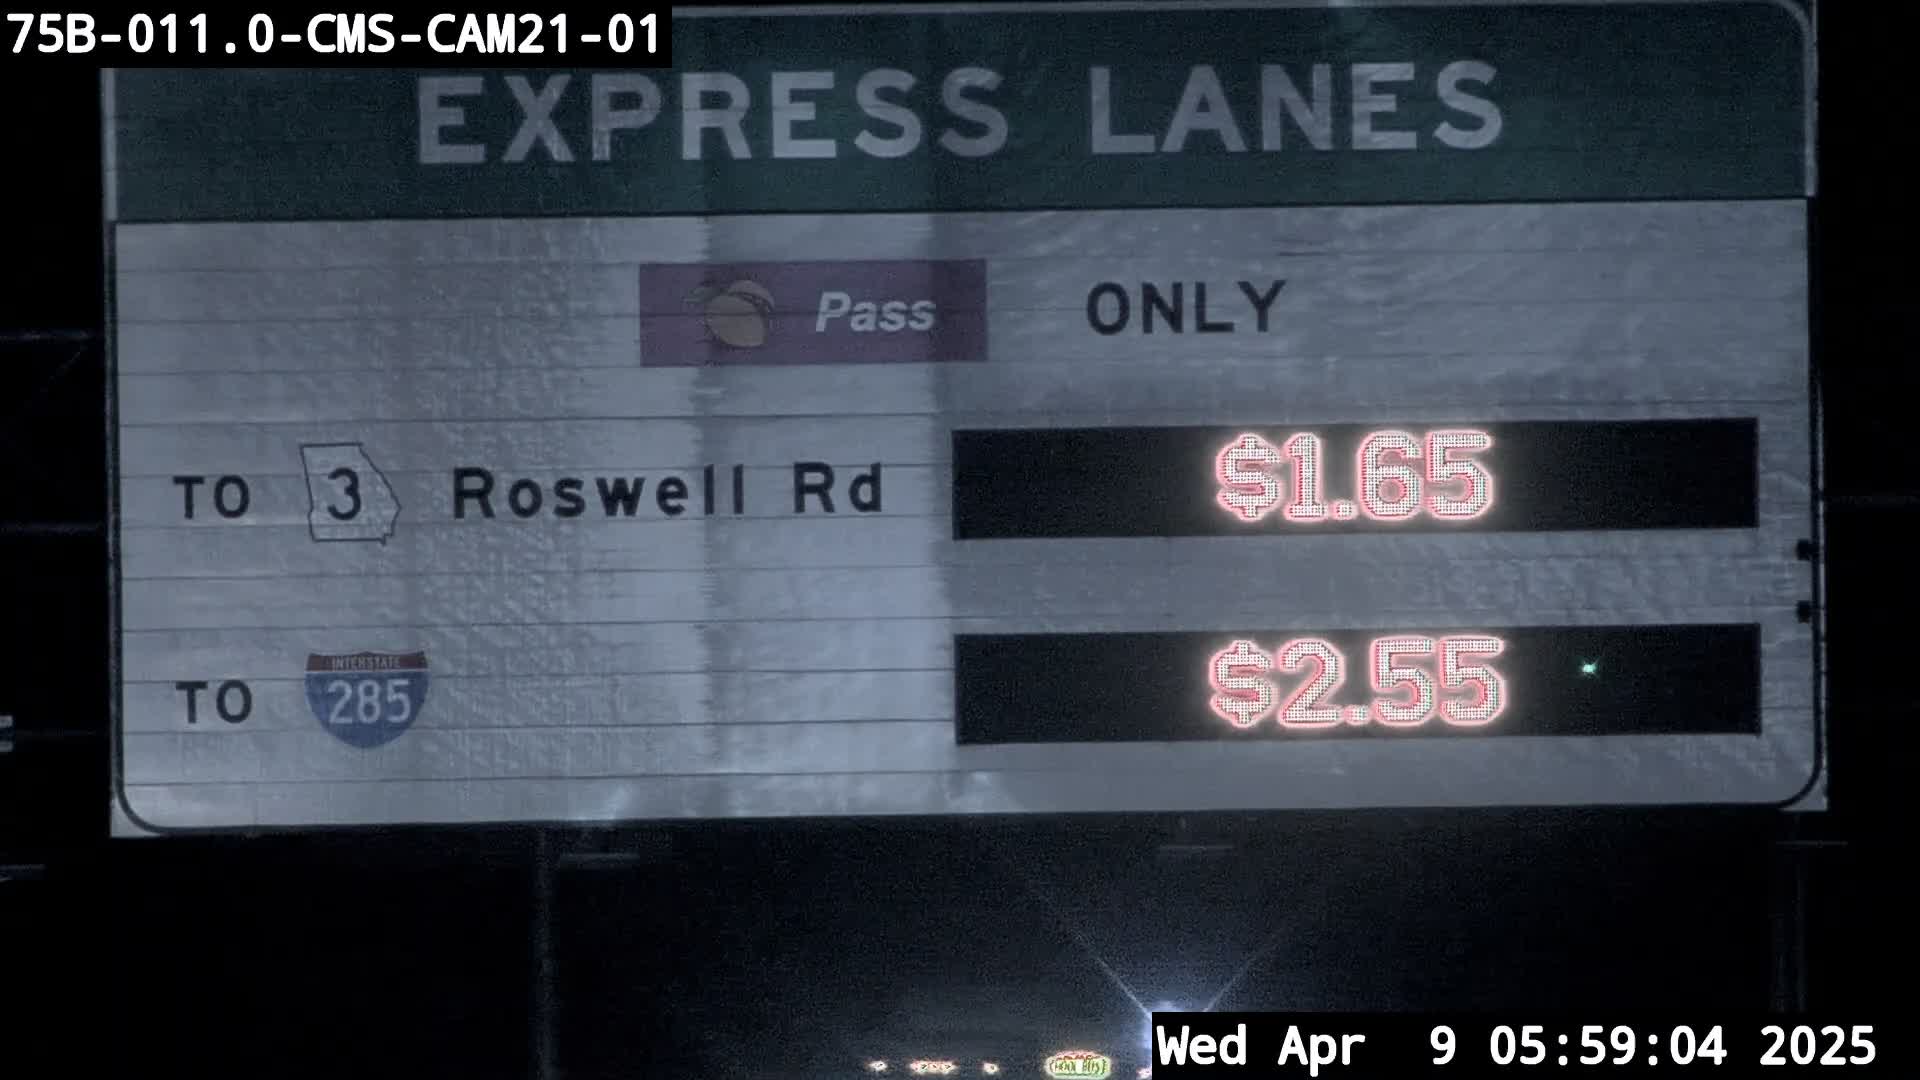 75B-011.0-CMS-CAM21-01
EXPRESS LANES
Pass ONLY
TO 3 Roswell Rd $1.65
TO INTERSTATE 285 $2.55
Wed Apr 9 05:59:04 2025